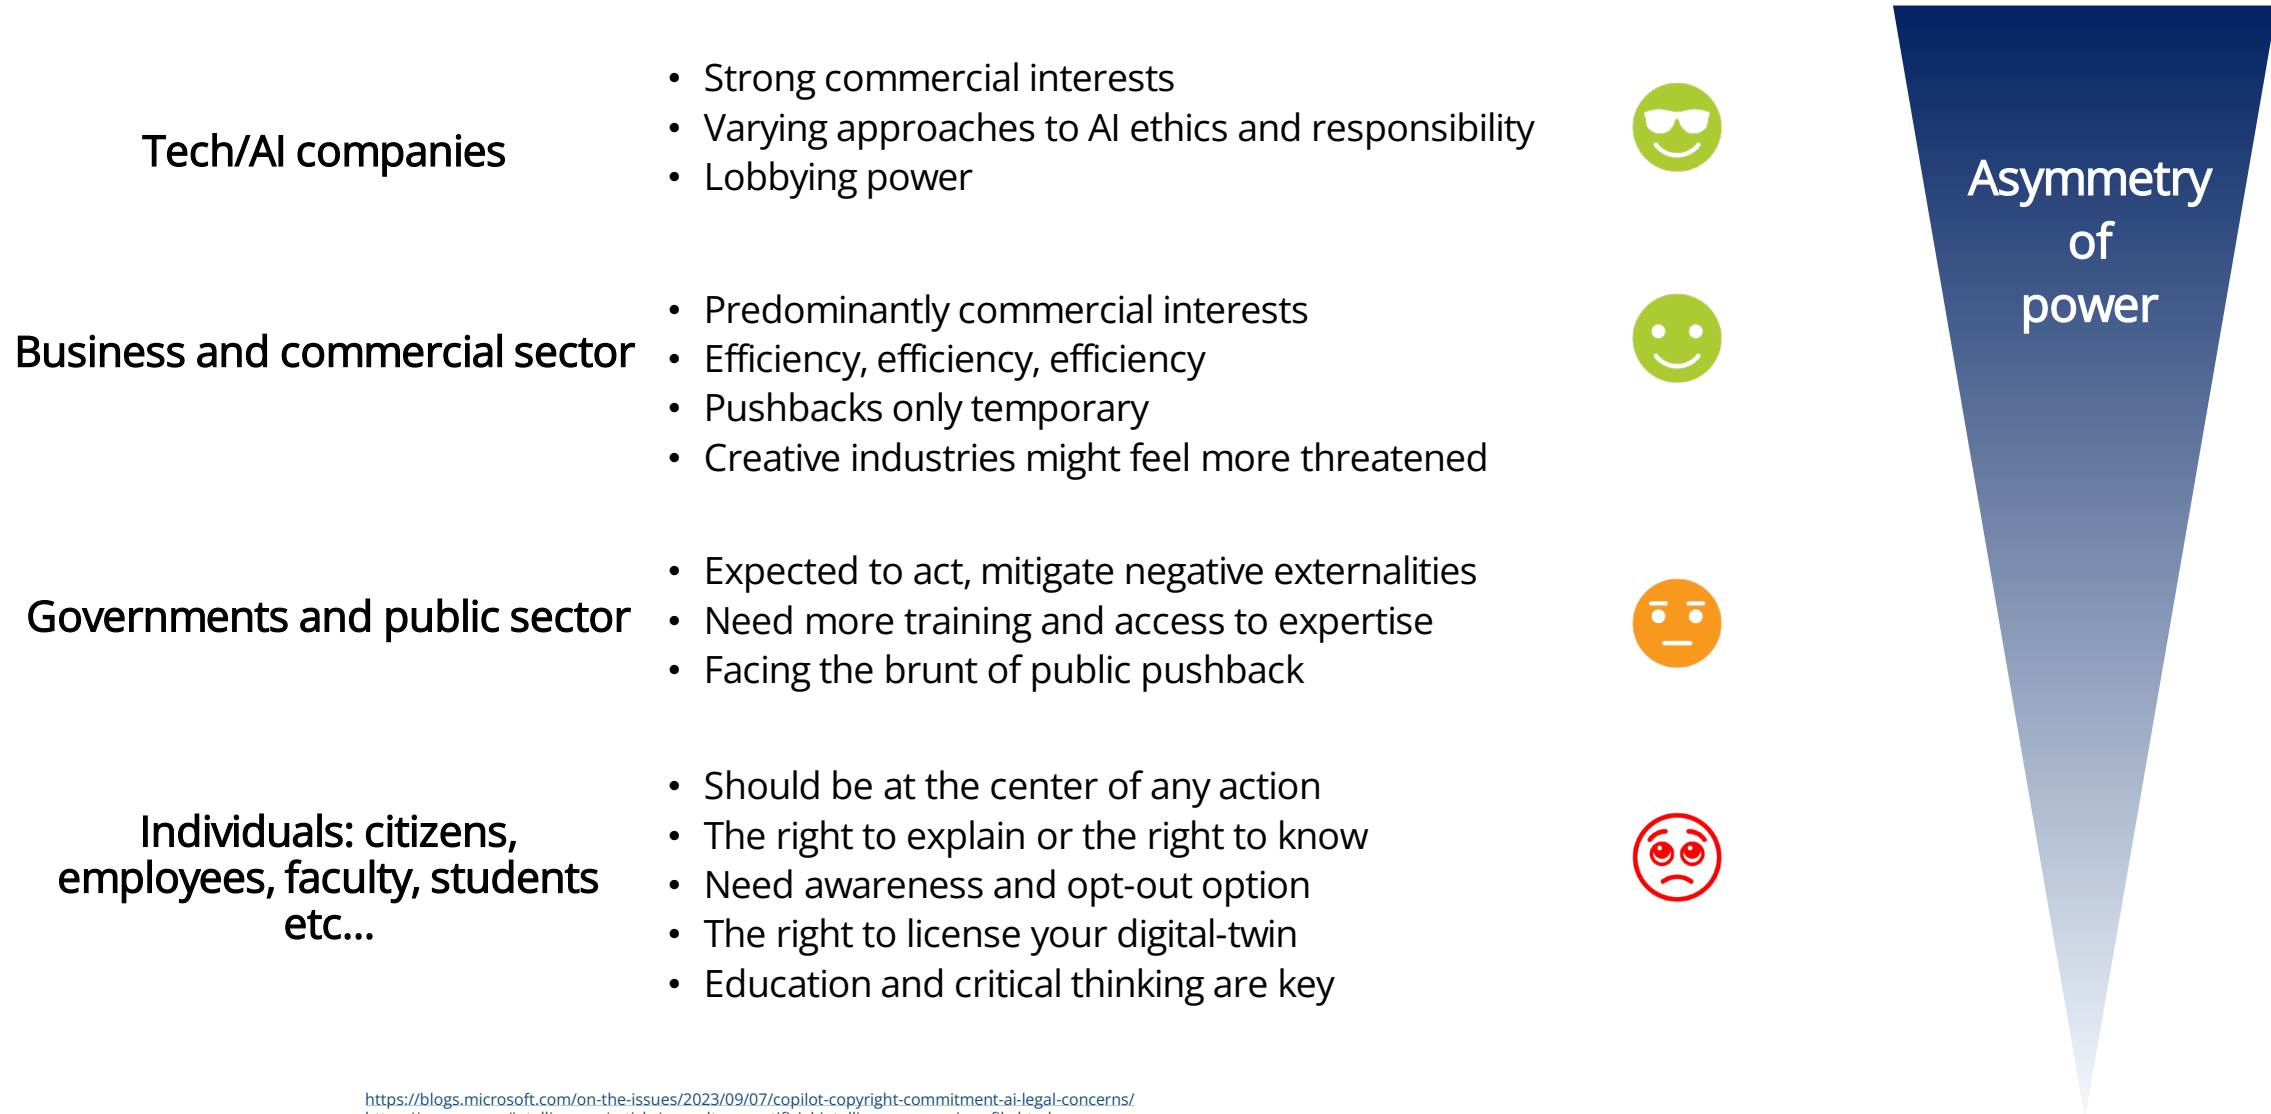 Tech/AI companies
• Strong commercial interests
• Varying approaches to AI ethics and responsibility
• Lobbying power
Business and commercial sector
• Predominantly commercial interests
• Efficiency, efficiency, efficiency
• Pushbacks only temporary
• Creative industries might feel more threatened
Governments and public sector
• Expected to act, mitigate negative externalities
• Need more training and access to expertise
• Facing the brunt of public pushback
Individuals: citizens,
employees, faculty, students
etc...
• Should be at the center of any action
• The right to explain or the right to know
• Need awareness and opt-out option
• The right to license your digital-twin
• Education and critical thinking are key
Asymmetry
of
power
https://blogs.microsoft.com/on-the-issues/2023/09/07/copilot-copyright-commitment-ai-legal-concerns/